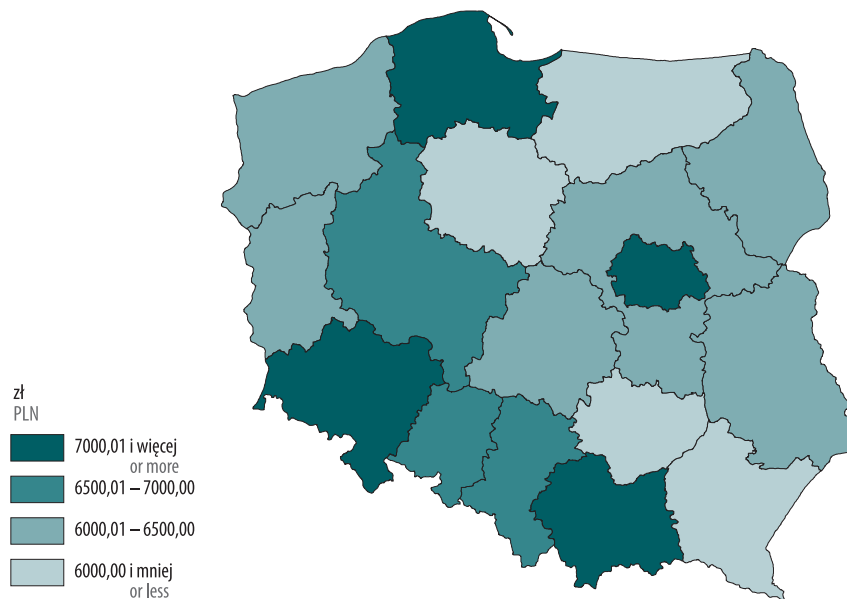 zł
PLN
7000,01 i więcej
or more
6500,01 – 7000,00
6000,01 – 6500,00
6000,00 i mniej
or less